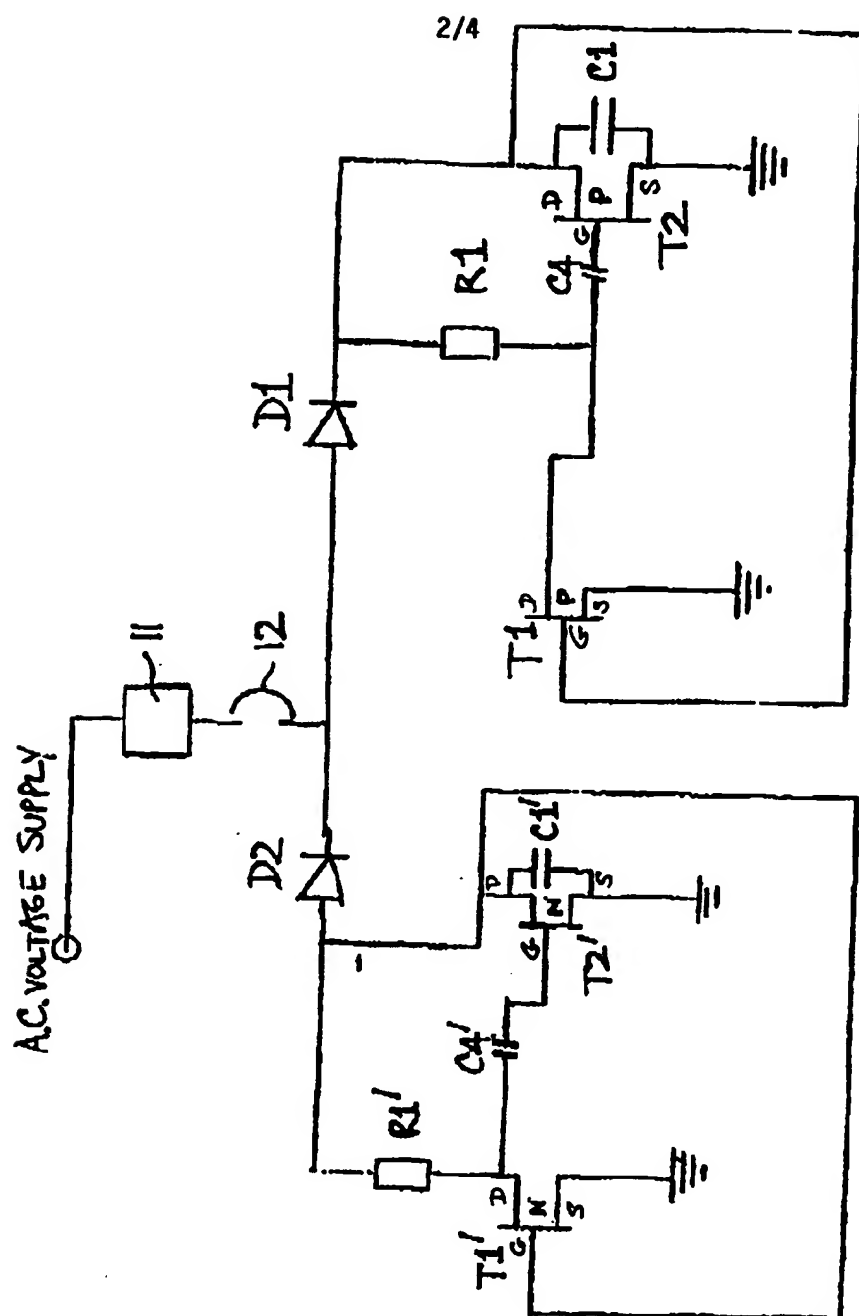 2/4
A.C. VOLTAGE SUPPLY
11
12
D2
D1
R1
C4
D
G
P
S
C1
T2
T1
D
G
P
S
R1'
C4'
D
G
N
S
C1'
T2'
T1'
D
G
N
S